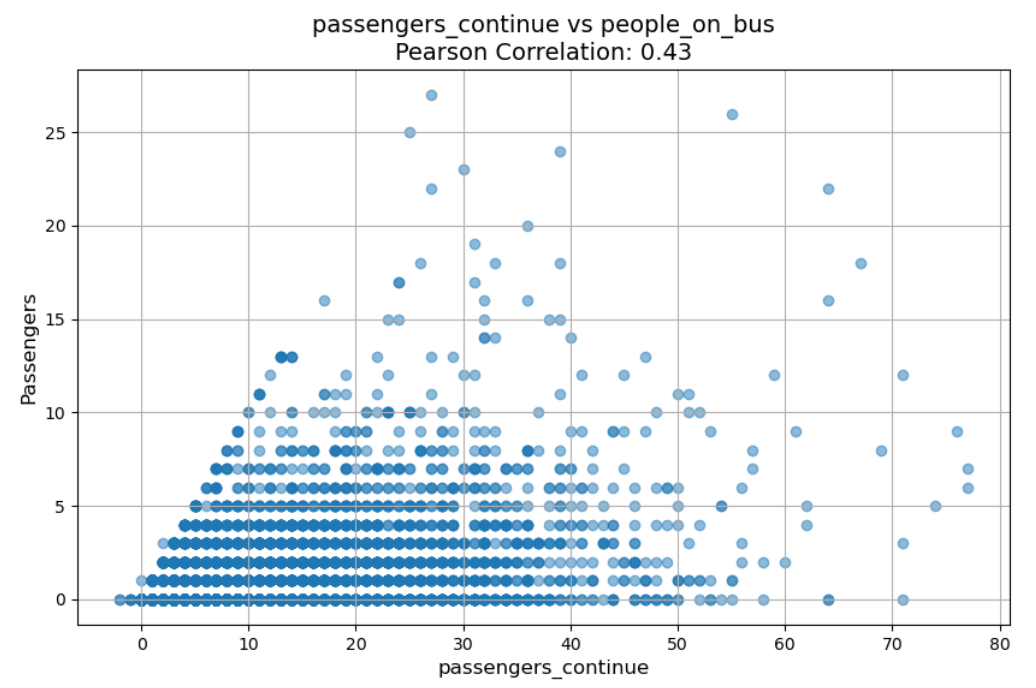 passengers_continue vs people_on_bus
Pearson Correlation: 0.43
Passengers
25
20
15
10
5
0
0 10 20 30 40 50 60 70 80
passengers_continue